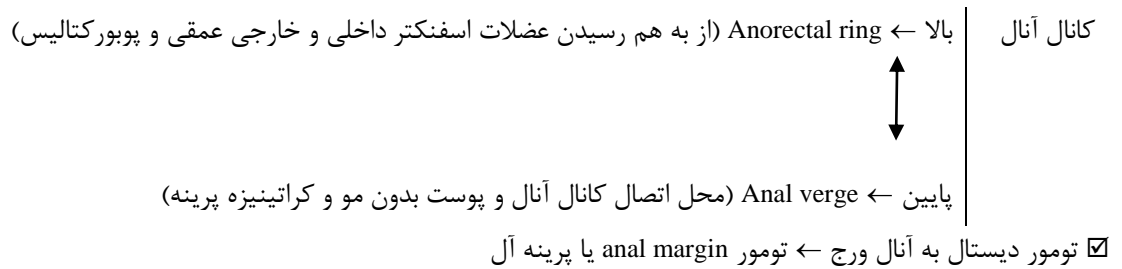 کانال آنال
بالا ← Anorectal ring (از به هم رسیدن عضلات اسفنکتر داخلی و خارجی عمقی و پوبورکتالیس)
پایین ← Anal verge (محل اتصال کانال آنال و پوست بدون مو و کراتینیزه پرینه)
☑ تومور دیستال به آنال ورج ← تومور anal margin یا پرینه آل